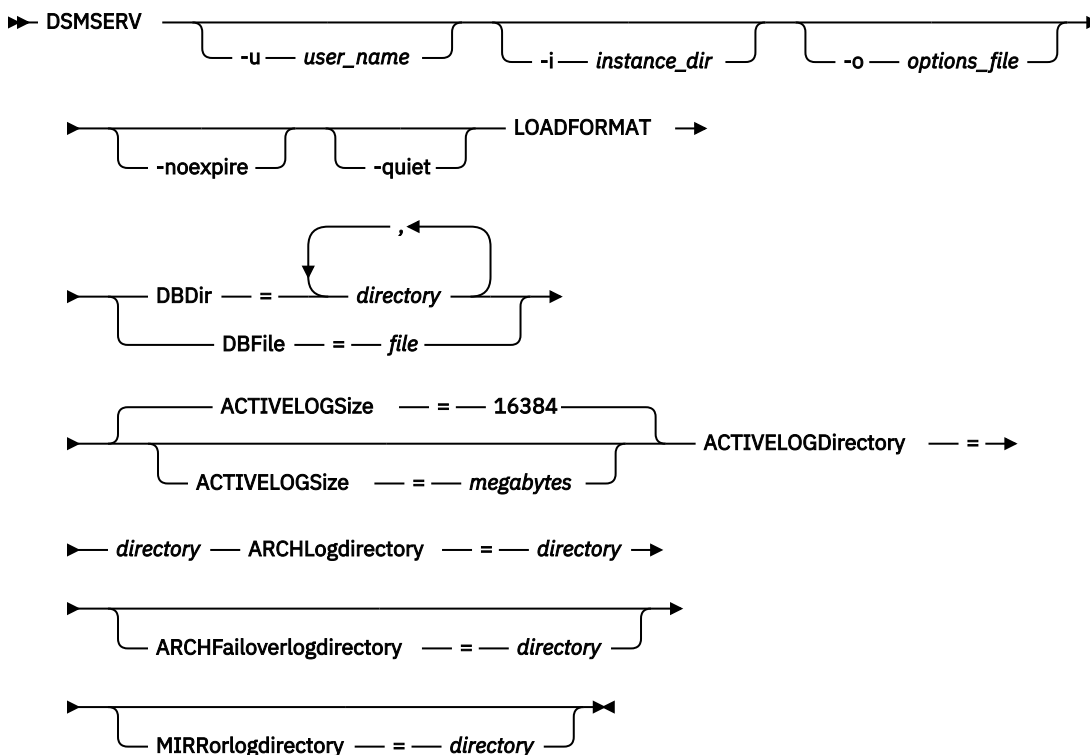 DSMSERV
-u user_name -i instance_dir -o options_file
LOADFORMAT
-noexpire -quiet
,
DBDir = directory
DBFile = file
ACTIVELOGSize = 16384
ACTIVELOGDirectory =
ACTIVELOGSize = megabytes
directory ARCHLogdirectory = directory
ARCHFailoverlogdirectory = directory
MIRRorlogdirectory = directory